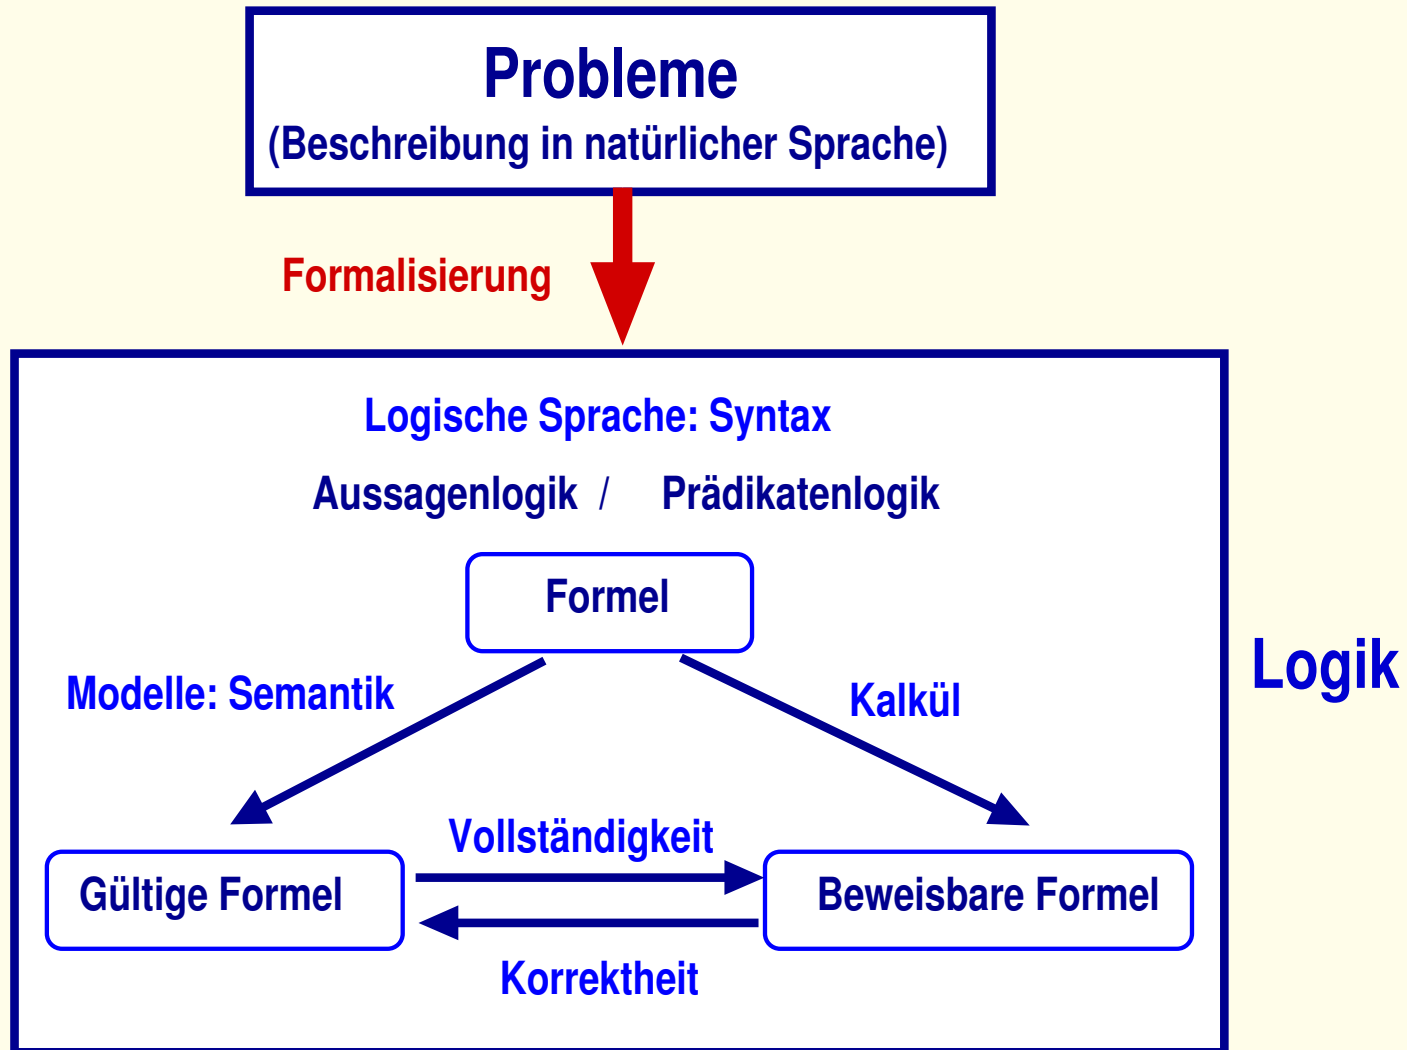 Probleme
(Beschreibung in natürlicher Sprache)
Formalisierung
Logische Sprache: Syntax
Aussagenlogik / Prädikatenlogik
Formel
Logik
Modelle: Semantik
Kalkül
Vollständigkeit
Gültige Formel
Beweisbare Formel
Korrektheit